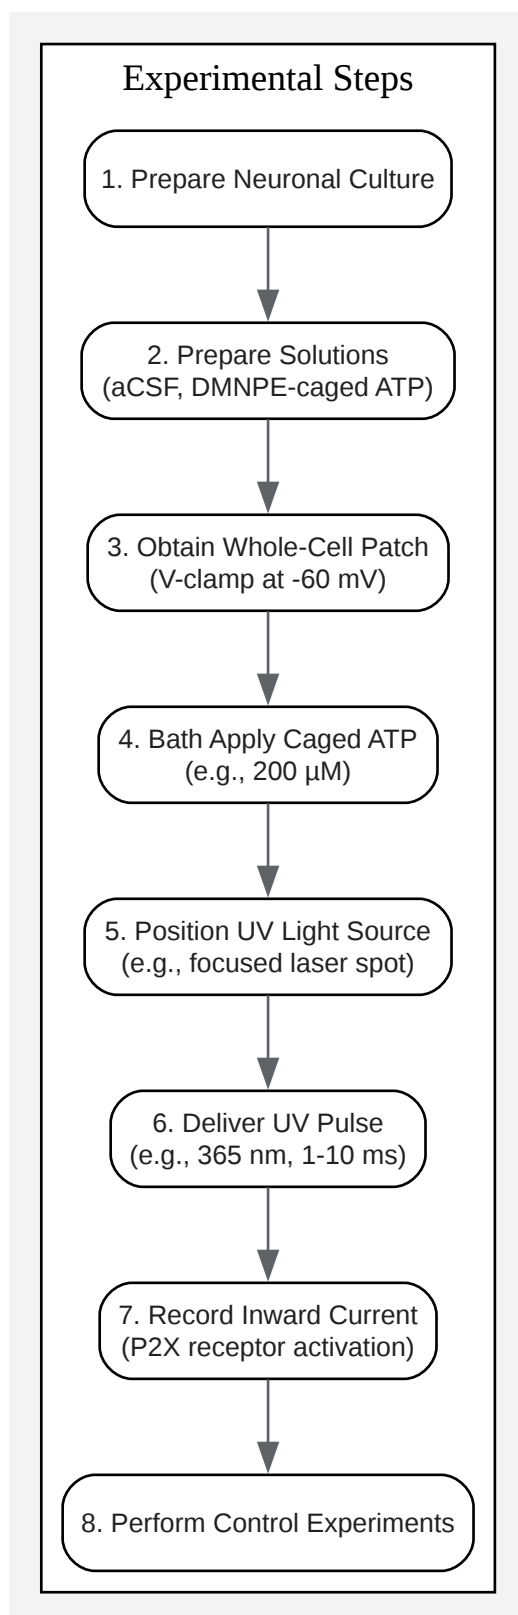 Experimental Steps
1. Prepare Neuronal Culture
2. Prepare Solutions
(aCSF, DMNPE-caged ATP)
3. Obtain Whole-Cell Patch
(V-clamp at -60 mV)
4. Bath Apply Caged ATP
(e.g., 200 µM)
5. Position UV Light Source
(e.g., focused laser spot)
6. Deliver UV Pulse
(e.g., 365 nm, 1-10 ms)
7. Record Inward Current
(P2X receptor activation)
8. Perform Control Experiments